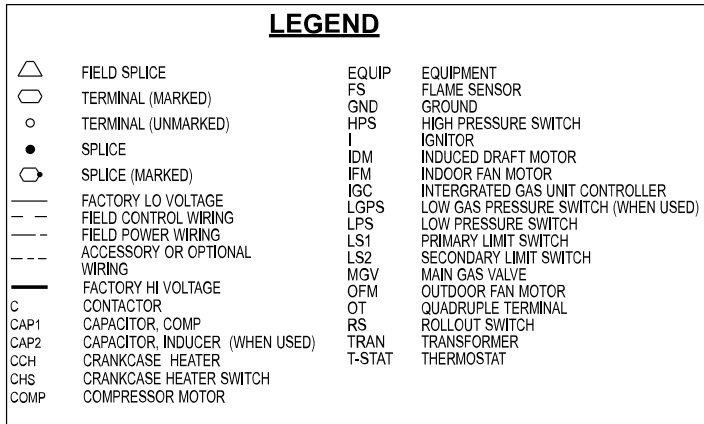 LEGEND
FIELD SPLICE
TERMINAL (MARKED)
TERMINAL (UNMARKED)
SPLICE
SPLICE (MARKED)
FACTORY LO VOLTAGE
FIELD CONTROL WIRING
FIELD POWER WIRING
ACCESSORY OR OPTIONAL
WIRING
FACTORY HI VOLTAGE
C CONTACTOR
CAP1 CAPACITOR, COMP
CAP2 CAPACITOR, INDUCER (WHEN USED)
CCH CRANKCASE HEATER
CHS CRANKCASE HEATER SWITCH
COMP COMPRESSOR MOTOR
EQUIP EQUIPMENT
FS FLAME SENSOR
GND GROUND
HPS HIGH PRESSURE SWITCH
I IGNITOR
IDM INDUCED DRAFT MOTOR
IFM INDOOR FAN MOTOR
IGC INTERGRATED GAS UNIT CONTROLLER
LGPS LOW GAS PRESSURE SWITCH (WHEN USED)
LPS LOW PRESSURE SWITCH
LS1 PRIMARY LIMIT SWITCH
LS2 SECONDARY LIMIT SWITCH
MGV MAIN GAS VALVE
OFM OUTDOOR FAN MOTOR
OT QUADRUPLE TERMINAL
RS ROLLOUT SWITCH
TRAN TRANSFORMER
T-STAT THERMOSTAT